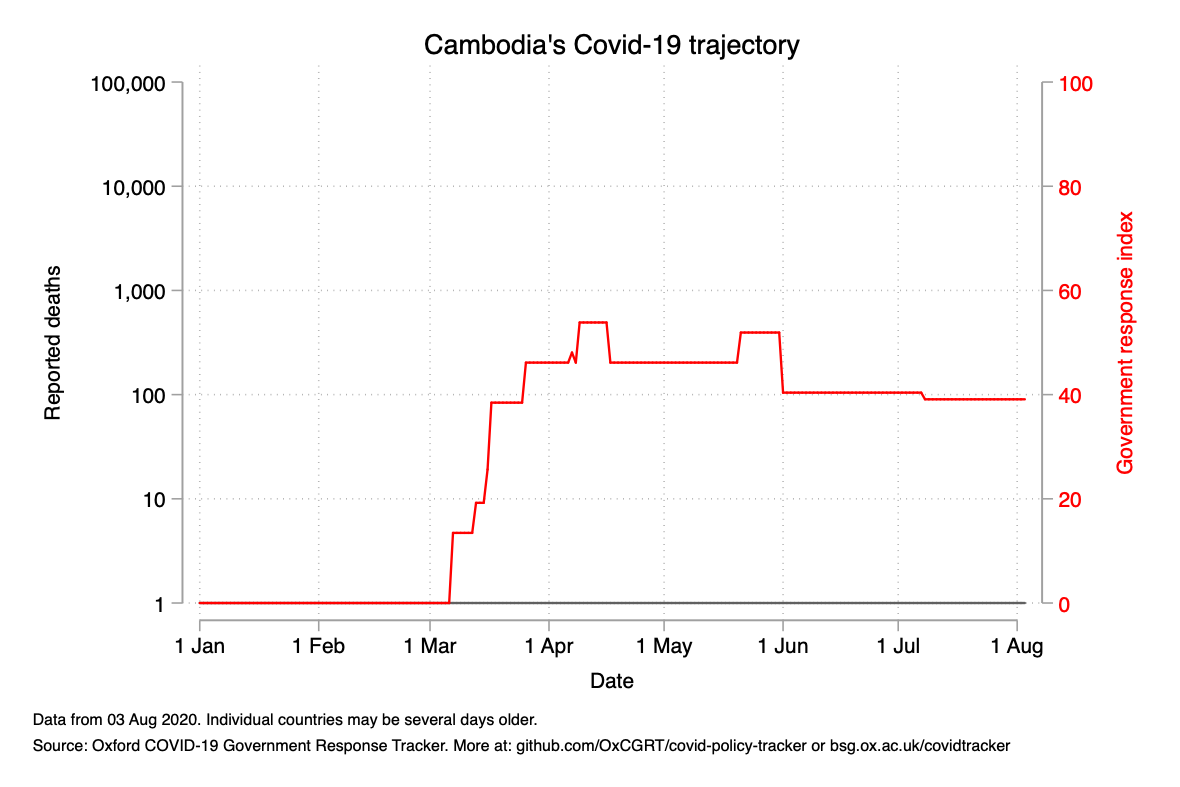 Cambodia's Covid-19 trajectory
100,000
10,000
1,000
100
10
1
Reported deaths
100
80
60
40
20
0
Government response index
1 Jan 1 Feb 1 Mar 1 Apr 1 May 1 Jun 1 Jul 1 Aug
Date
Data from 03 Aug 2020. Individual countries may be several days older.
Source: Oxford COVID-19 Government Response Tracker. More at: github.com/OxCGRT/covid-policy-tracker or bsg.ox.ac.uk/covidtracker